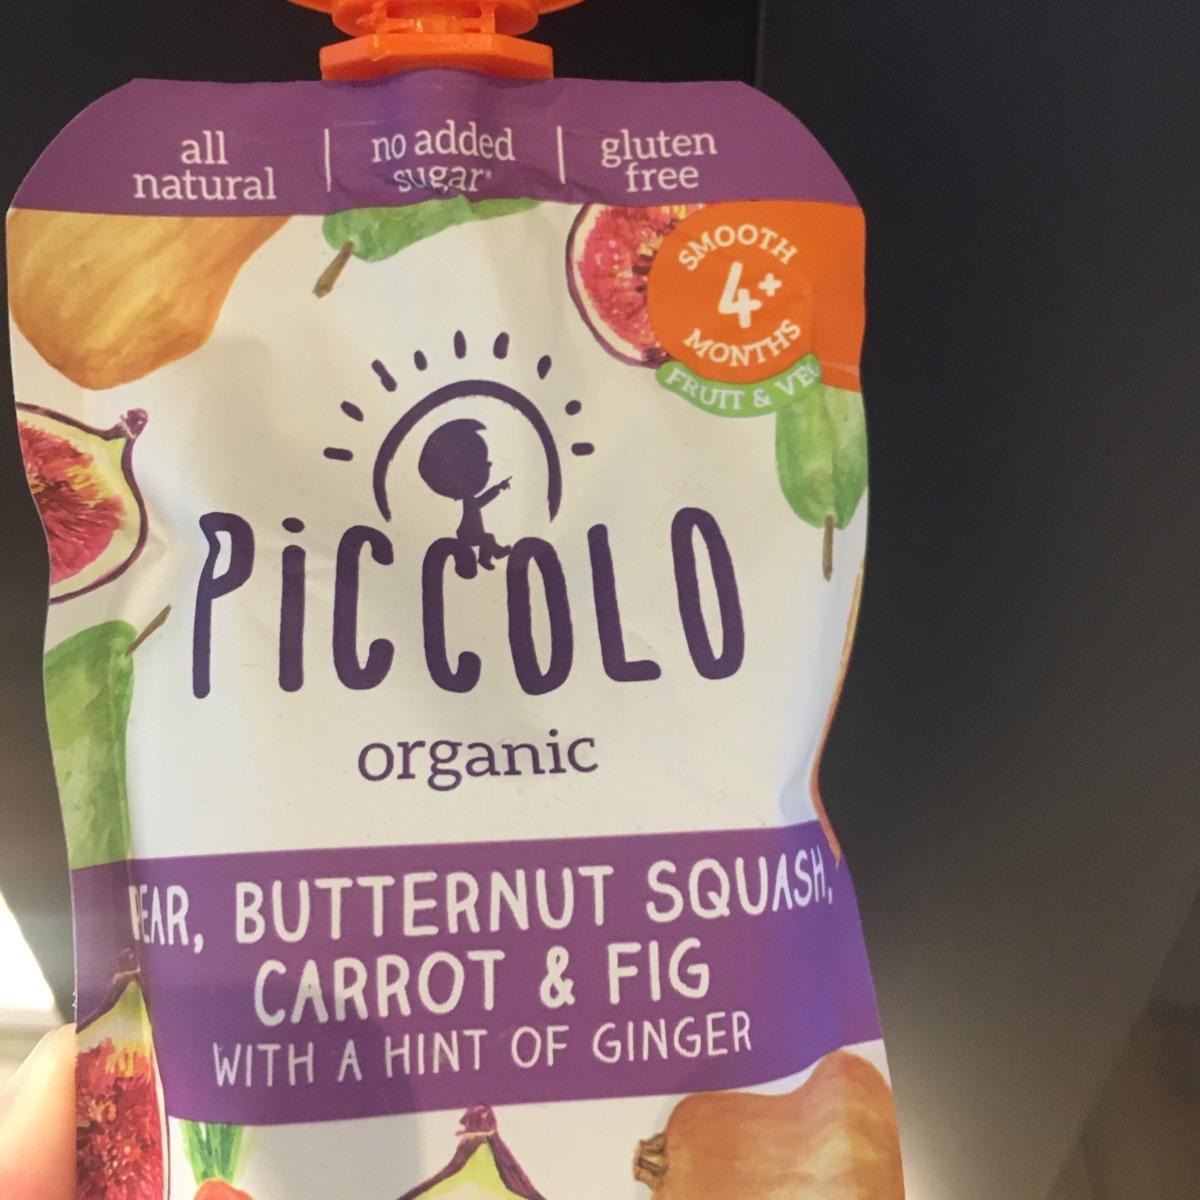 all natural | no added sugar* | gluten free
SMOOTH
4+
MONTHS
FRUIT & VEG
PiCCOLO
organic
PEAR, BUTTERNUT SQUASH,
CARROT & FIG
WITH A HINT OF GINGER